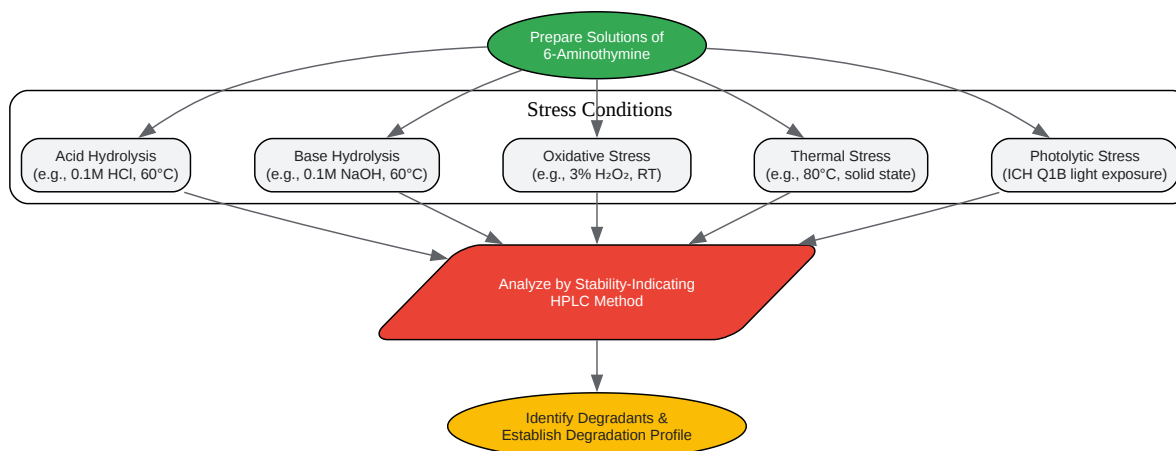 Prepare Solutions of
6-Aminothymine
Stress Conditions
Acid Hydrolysis
(e.g., 0.1M HCl, 60°C)
Base Hydrolysis
(e.g., 0.1M NaOH, 60°C)
Oxidative Stress
(e.g., 3% H₂O₂, RT)
Thermal Stress
(e.g., 80°C, solid state)
Photolytic Stress
(ICH Q1B light exposure)
Analyze by Stability-Indicating
HPLC Method
Identify Degradants &
Establish Degradation Profile